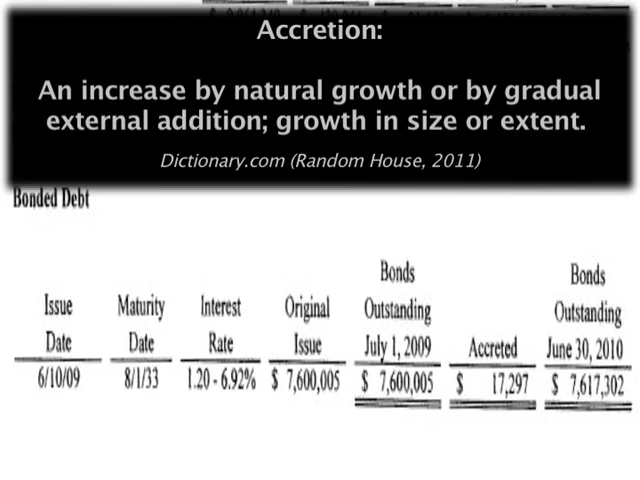 Accretion:
An increase by natural growth or by gradual
external addition; growth in size or extent.
Dictionary.com (Random House, 2011)
Bonded Debt
Bonds Bonds
Issue Maturity Interest Original Outstanding Outstanding
Date Date Rate Issue July 1, 2009 Accreted June 30, 2010
6/10/09 8/1/33 1.20 - 6.92% $ 7,600,005 $ 7,600,005 $ 17,297 $ 7,617,302